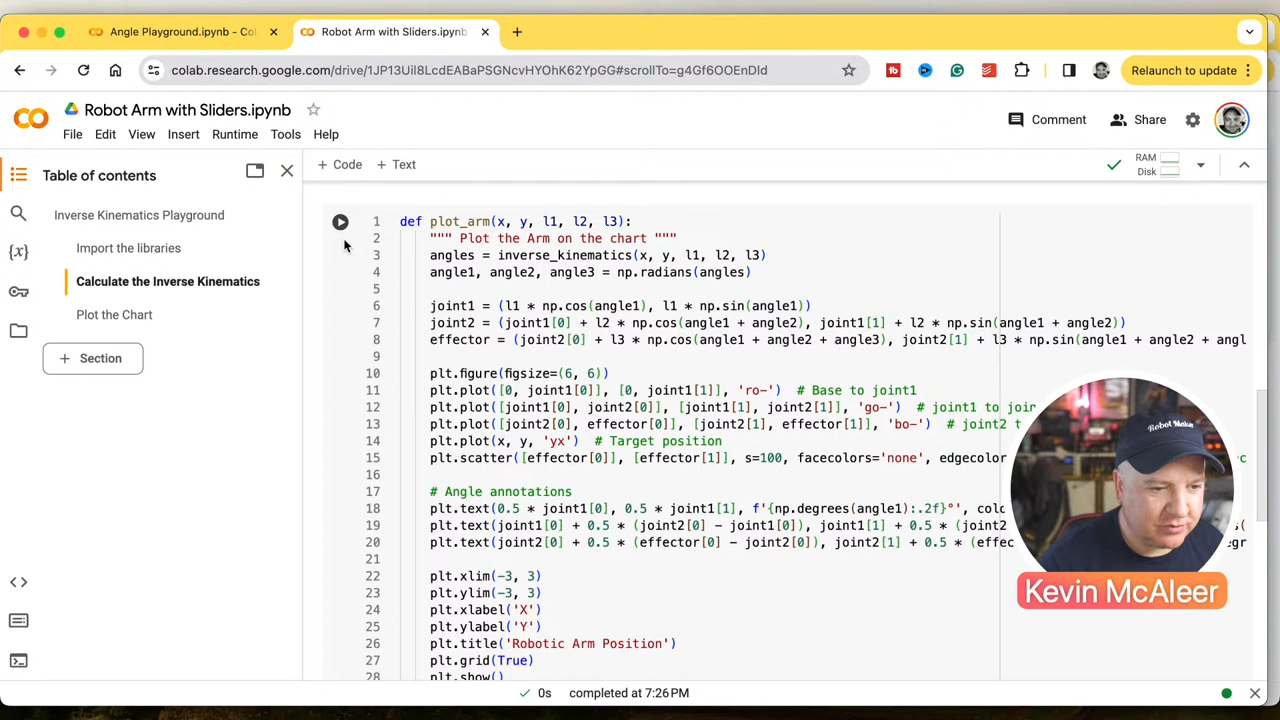 Angle Playground.ipynb - Col
Robot Arm with Sliders.ipynb
colab.research.google.com/drive/
Relaunch to update
Robot Arm with Sliders.ipynb
File Edit View Insert Runtime Tools Help
Comment
Share
+ Code + Text
RAM
Disk
Table of contents
Inverse Kinematics Playground
Import the libraries
Calculate the Inverse Kinematics
Plot the Chart
+ Section
1 def plot_arm(x, y, l1, l2, l3):
2 """ Plot the Arm on the chart """
3 angles = inverse_kinematics(x, y, l1, l2, l3)
4 angle1, angle2, angle3 = np.radians(angles)
5
6 joint1 = (l1 * np.cos(angle1), l1 * np.sin(angle1))
7 joint2 = (joint1[0] + l2 * np.cos(angle1 + angle2), joint1[1] + l2 * np.sin(angle1 + angle2))
8 effector = (joint2[0] + l3 * np.cos(angle1 + angle2 + angle3), joint2[1] + l3 * np.sin(angle1 + angle2 + angl
9
10 plt.figure(figsize=(6, 6))
11 plt.plot([0, joint1[0]], [0, joint1[1]], 'ro-') # Base to joint1
12 plt.plot([joint1[0], joint2[0]], [joint1[1], joint2[1]], 'go-') # joint1 to join
13 plt.plot([joint2[0], effector[0]], [joint2[1], effector[1]], 'bo-') # joint2 t
14 plt.plot(x, y, 'yx') # Target position
15 plt.scatter([effector[0]], [effector[1]], s=100, facecolors='none', edgecolor
16
17 # Angle annotations
18 plt.text(0.5 * joint1[0], 0.5 * joint1[1], f'{np.degrees(angle1):.2f}°', colo
19 plt.text(joint1[0] + 0.5 * (joint2[0] - joint1[0]), joint1[1] + 0.5 * (joint2
20 plt.text(joint2[0] + 0.5 * (effector[0] - joint2[0]), joint2[1] + 0.5 * (effec
21
22 plt.xlim(-3, 3)
23 plt.ylim(-3, 3)
24 plt.xlabel('X')
25 plt.ylabel('Y')
26 plt.title('Robotic Arm Position')
27 plt.grid(True)
28 plt.show()
Kevin McAleer
0s completed at 7:26 PM